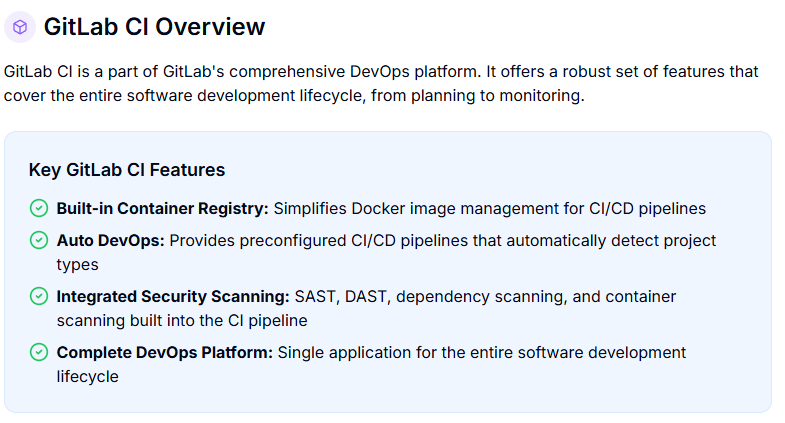 GitLab CI Overview
GitLab CI is a part of GitLab's comprehensive DevOps platform. It offers a robust set of features that
cover the entire software development lifecycle, from planning to monitoring.
Key GitLab CI Features
Built-in Container Registry: Simplifies Docker image management for CI/CD pipelines
Auto DevOps: Provides preconfigured CI/CD pipelines that automatically detect project
types
Integrated Security Scanning: SAST, DAST, dependency scanning, and container
scanning built into the CI pipeline
Complete DevOps Platform: Single application for the entire software development
lifecycle